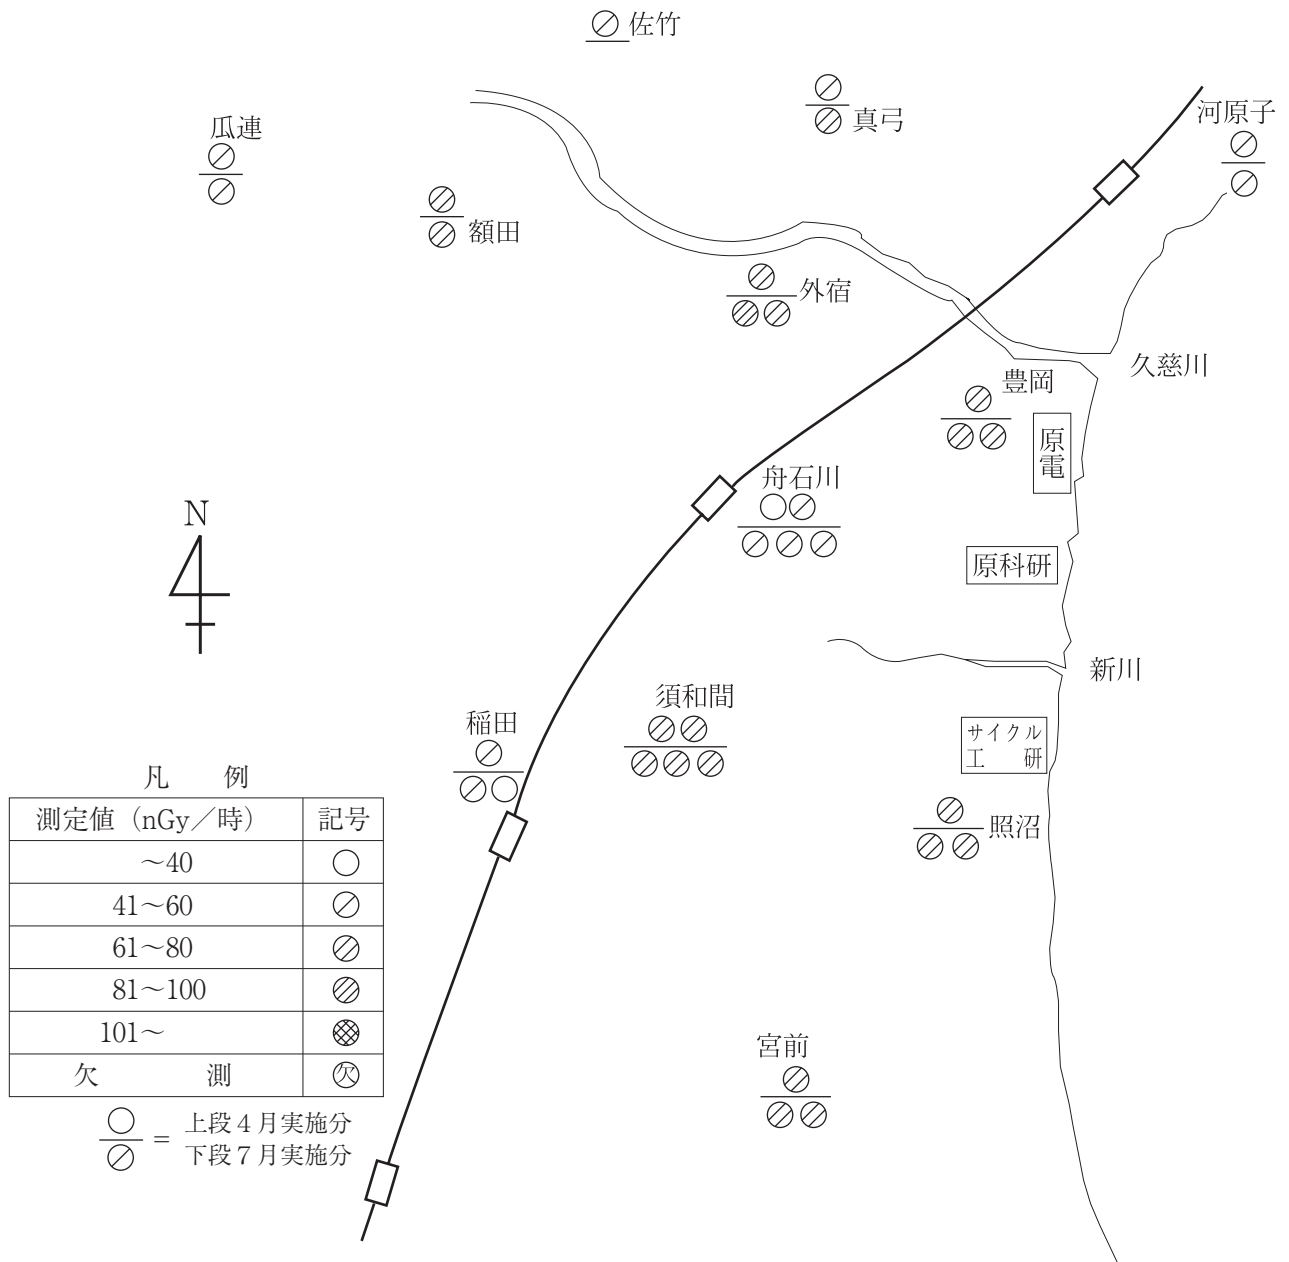 佐竹
真弓
河原子
瓜連
額田
外宿
久慈川
豊岡
原電
舟石川
N
原科研
新川
須和間
稲田
サイクル
工 研
照沼
凡 例
測定値（nGy／時） 記号
～40
41～60
61～80
81～100
101～
欠 測 欠
宮前
＝ 上段４月実施分
下段７月実施分